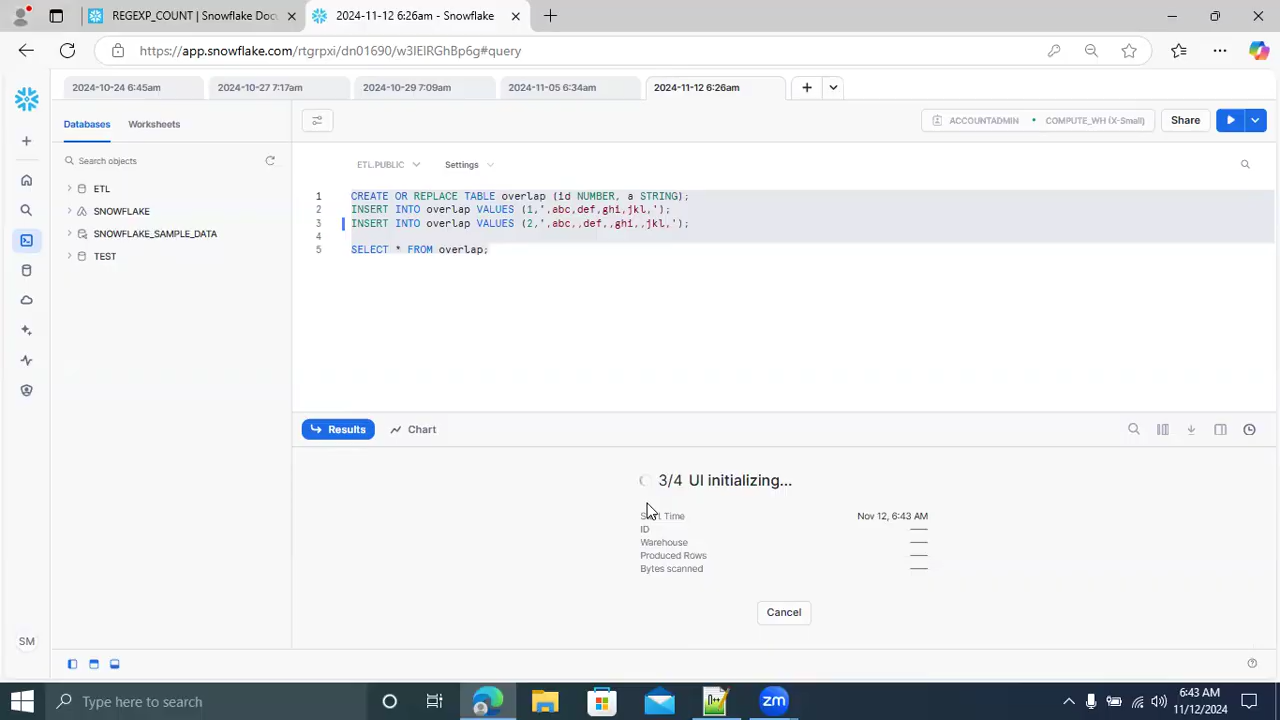 REGEXP_COUNT | Snowflake Docu
2024-11-12 6:26am - Snowflake
https://app.snowflake.com/rtgrpxi/dn01690/w3IEIRGhBp6g#query
2024-10-24 6:45am
2024-10-27 7:17am
2024-10-29 7:09am
2024-11-05 6:34am
2024-11-12 6:26am
Databases
Worksheets
ACCOUNTADMIN
COMPUTE_WH (X-Small)
Share
Search objects
ETL.PUBLIC
Settings
ETL
SNOWFLAKE
SNOWFLAKE_SAMPLE_DATA
TEST
1 CREATE OR REPLACE TABLE overlap (id NUMBER, a STRING);
2 INSERT INTO overlap VALUES (1,',abc,def,ghi,jkl,');
3 INSERT INTO overlap VALUES (2,',abc,,def,,ghi,,jkl,');
4
5 SELECT * FROM overlap;
Results
Chart
3/4 UI initializing...
Start Time Nov 12, 6:43 AM
ID
Warehouse
Produced Rows
Bytes scanned
Cancel
SM
Type here to search
zm
6:43 AM
11/12/2024